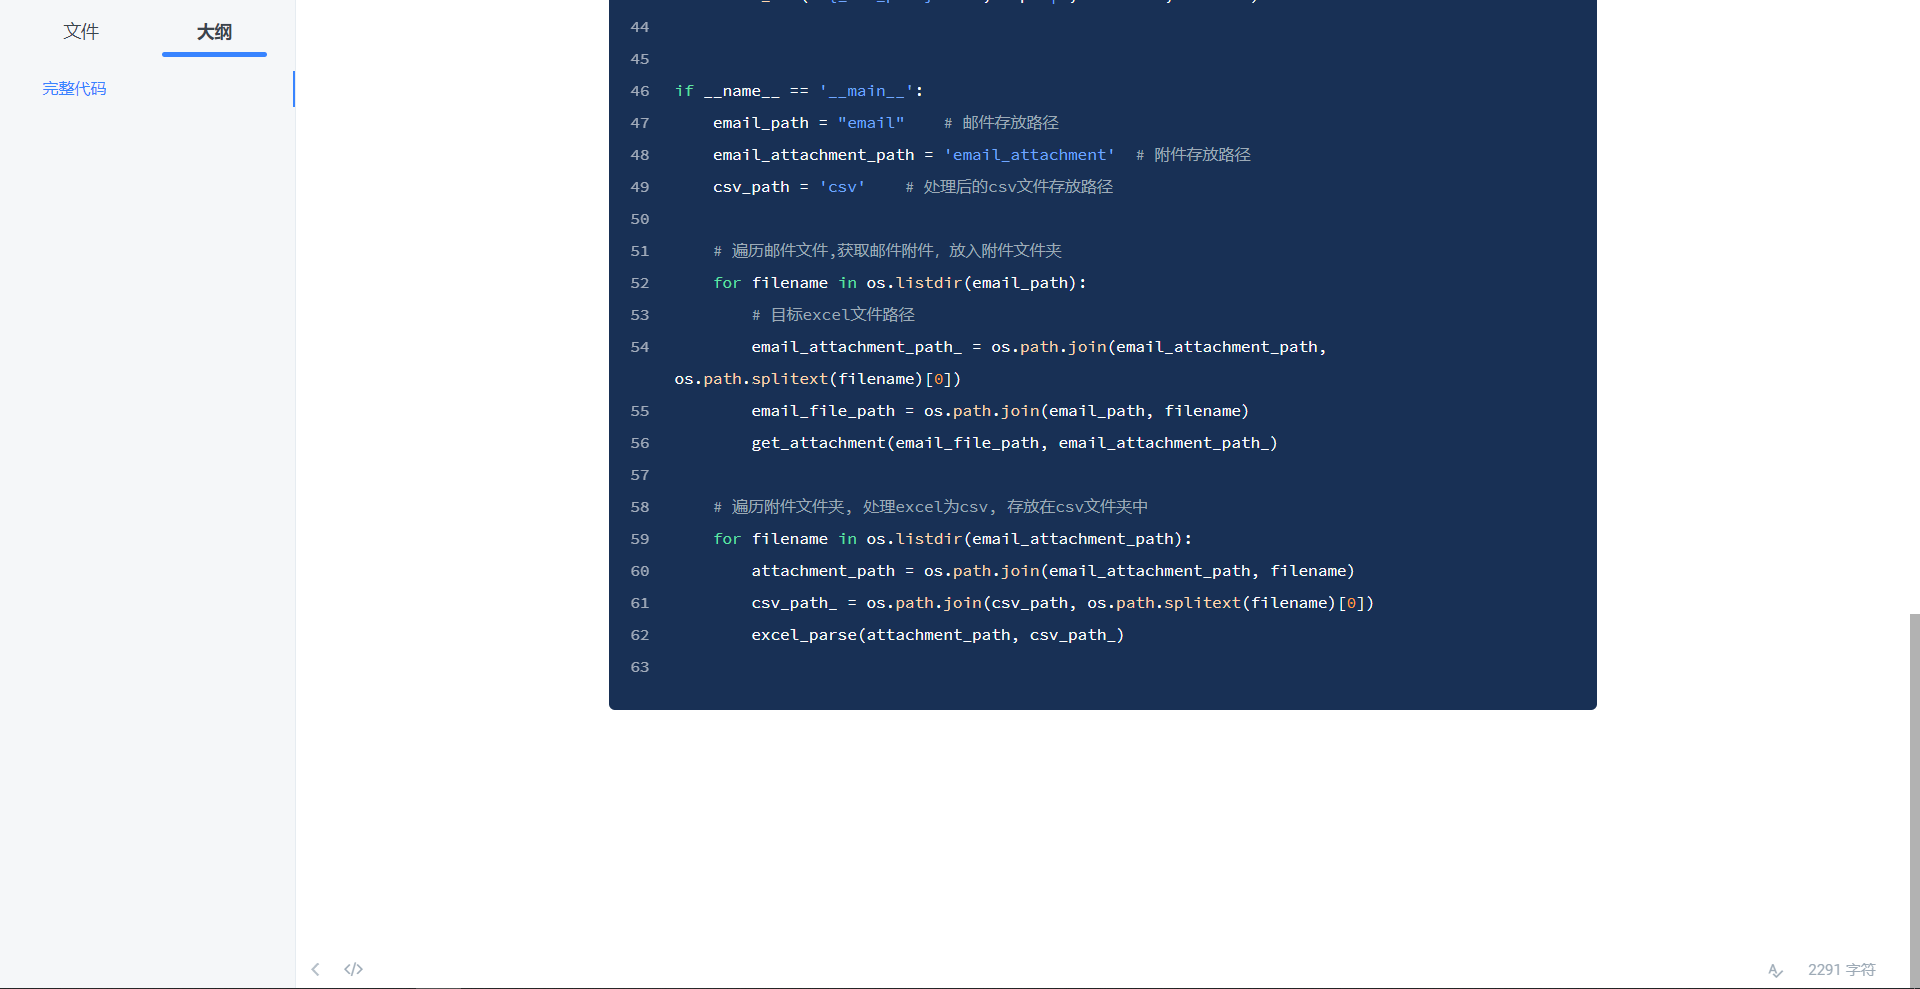 文件 大纲
完整代码
44
45
46 if __name__ == '__main__':
47 email_path = "email" # 邮件存放路径
48 email_attachment_path = 'email_attachment' # 附件存放路径
49 csv_path = 'csv' # 处理后的csv文件存放路径
50
51 # 遍历邮件文件,获取邮件附件，放入附件文件夹
52 for filename in os.listdir(email_path):
53 # 目标excel文件路径
54 email_attachment_path_ = os.path.join(email_attachment_path,
os.path.splitext(filename)[0])
55 email_file_path = os.path.join(email_path, filename)
56 get_attachment(email_file_path, email_attachment_path_)
57
58 # 遍历附件文件夹, 处理excel为csv, 存放在csv文件夹中
59 for filename in os.listdir(email_attachment_path):
60 attachment_path = os.path.join(email_attachment_path, filename)
61 csv_path_ = os.path.join(csv_path, os.path.splitext(filename)[0])
62 excel_parse(attachment_path, csv_path_)
63
2291 字符